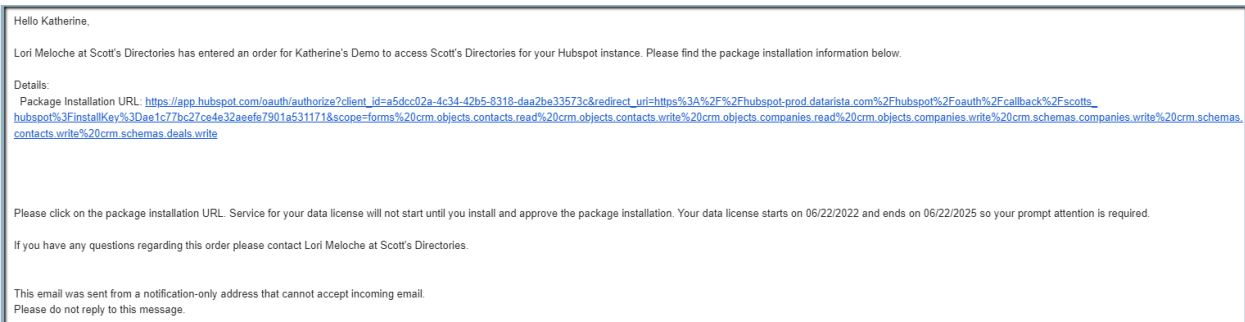 Hello Katherine,
Lori Meloche at Scott's Directories has entered an order for Katherine's Demo to access Scott's Directories for your Hubspot instance. Please find the package installation information below.
Details:
Package Installation URL: https://app.hubspot.com/oauth/authorize?client_id=a5dcc02a-4c34-42b5-8318-daa2be33573c&redirect_uri=https%3A%2F%2Fhubspot-prod.datarista.com%2Fhubspot%2Foauth%2Fcallback%2Fscotts_
hubspot%3FinstallKey%3Dae1c77bc27ce4e32aeefe7901a531171&scope=forms%20crm.objects.contacts.read%20crm.objects.contacts.write%20crm.objects.companies.read%20crm.objects.companies.write%20crm.schemas.companies.write%20crm.schemas.
contacts.write%20crm.schemas.deals.write
Please click on the package installation URL. Service for your data license will not start until you install and approve the package installation. Your data license starts on 06/22/2022 and ends on 06/22/2025 so your prompt attention is required.
If you have any questions regarding this order please contact Lori Meloche at Scott's Directories.
This email was sent from a notification-only address that cannot accept incoming email.
Please do not reply to this message.